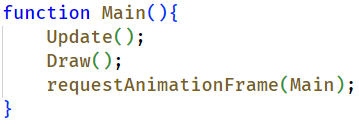 function Main(){
    Update();
    Draw();
    requestAnimationFrame(Main);
}